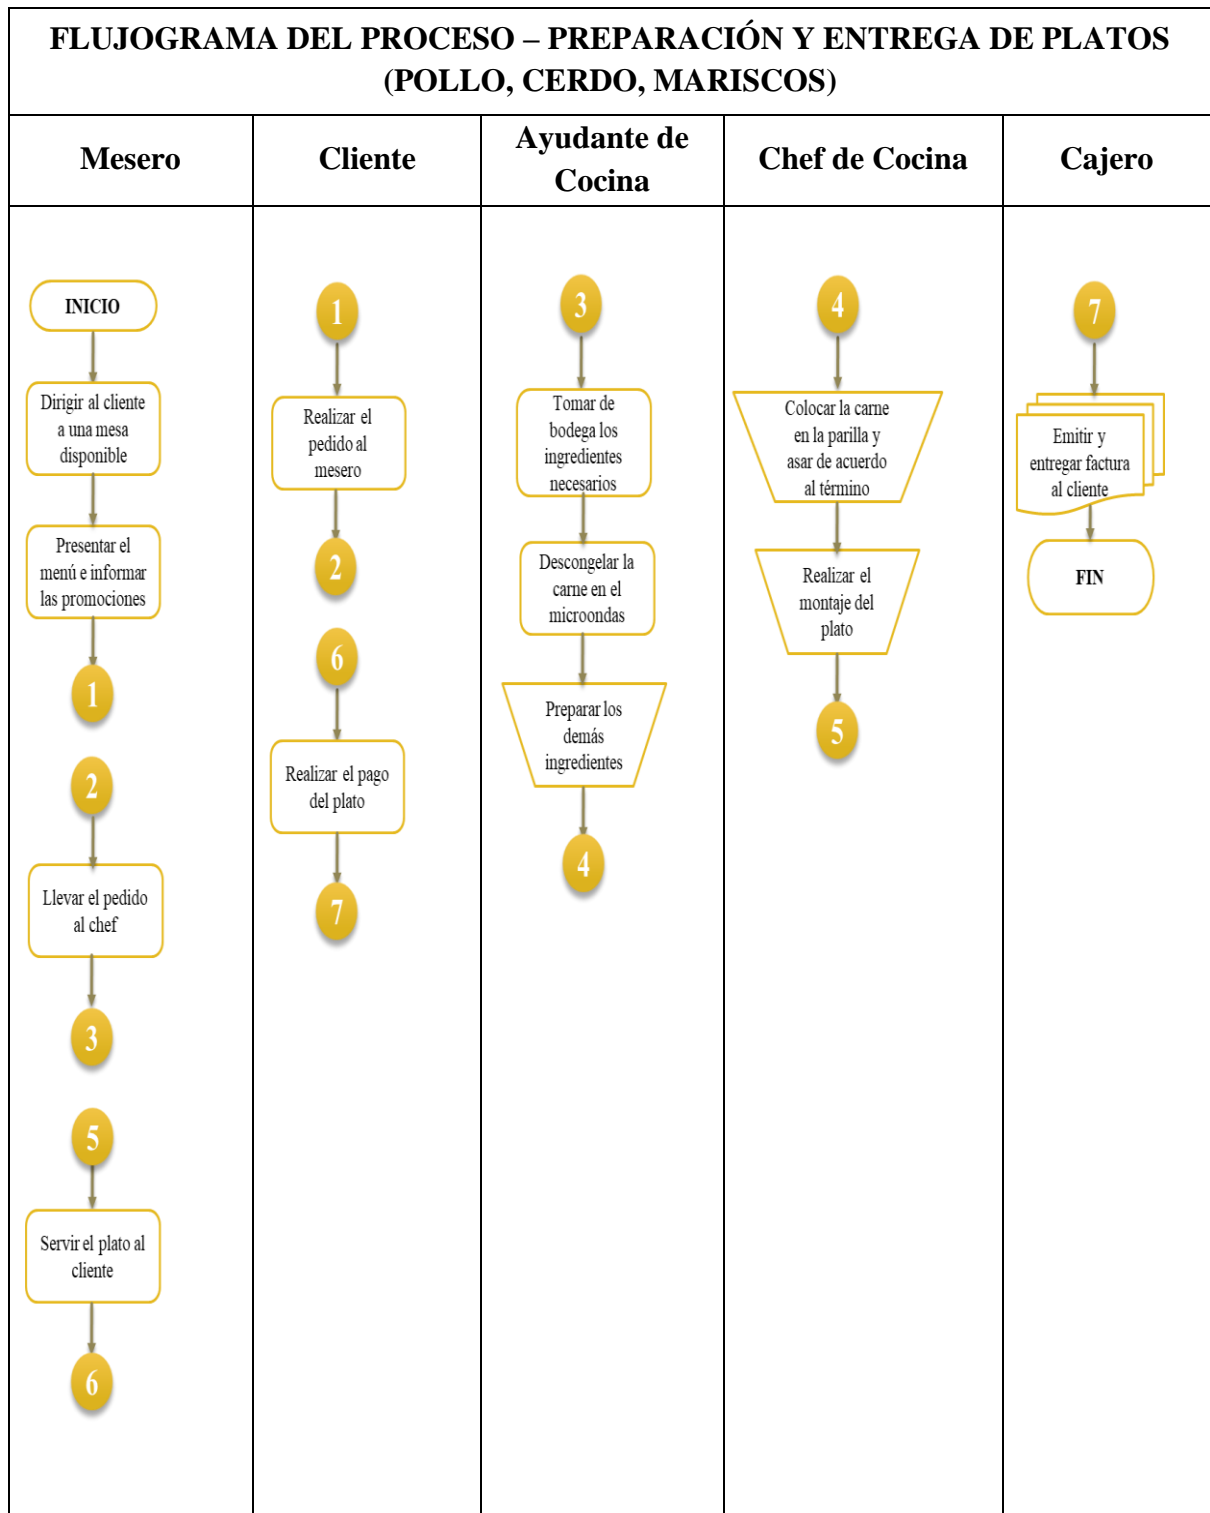 FLUJOGRAMA DEL PROCESO – PREPARACIÓN Y ENTREGA DE PLATOS
(POLLO, CERDO, MARISCOS)
Mesero
Cliente
Ayudante de
Cocina
Chef de Cocina
Cajero
INICIO
Dirigir al cliente
a una mesa
disponible
Presentar el
menú e informar
las promociones
1
2
Llevar el pedido
al chef
3
5
Servir el plato al
cliente
6
1
Realizar el
pedido al
mesero
2
6
Realizar el pago
del plato
7
3
Tomar de
bodega los
ingredientes
necesarios
Descongelar la
carne en el
microondas
Preparar los
demás
ingredientes
4
4
Colocar la carne
en la parilla y
asar de acuerdo
al término
Realizar el
montaje del
plato
5
7
Emitir y
entregar factura
al cliente
FIN